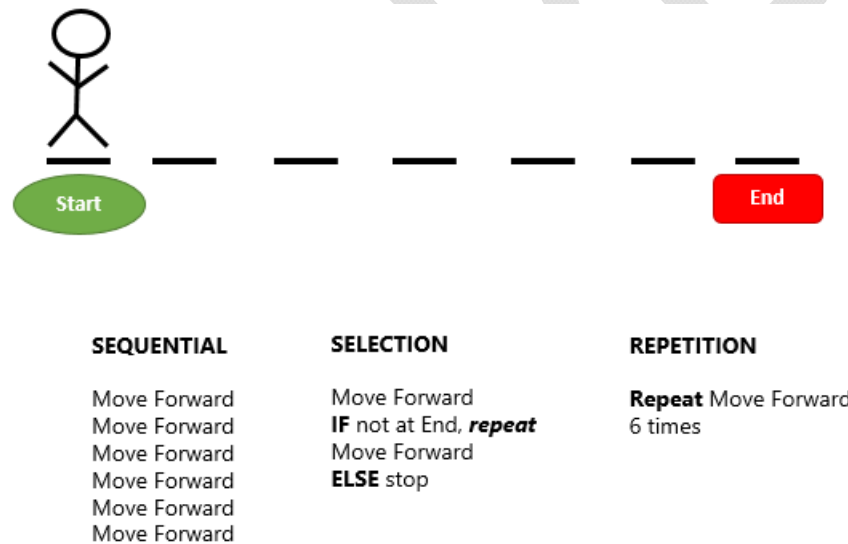 Start
End
SEQUENTIAL
Move Forward
Move Forward
Move Forward
Move Forward
Move Forward
Move Forward
SELECTION
Move Forward
IF not at End, repeat
Move Forward
ELSE stop
REPETITION
Repeat Move Forward
6 times